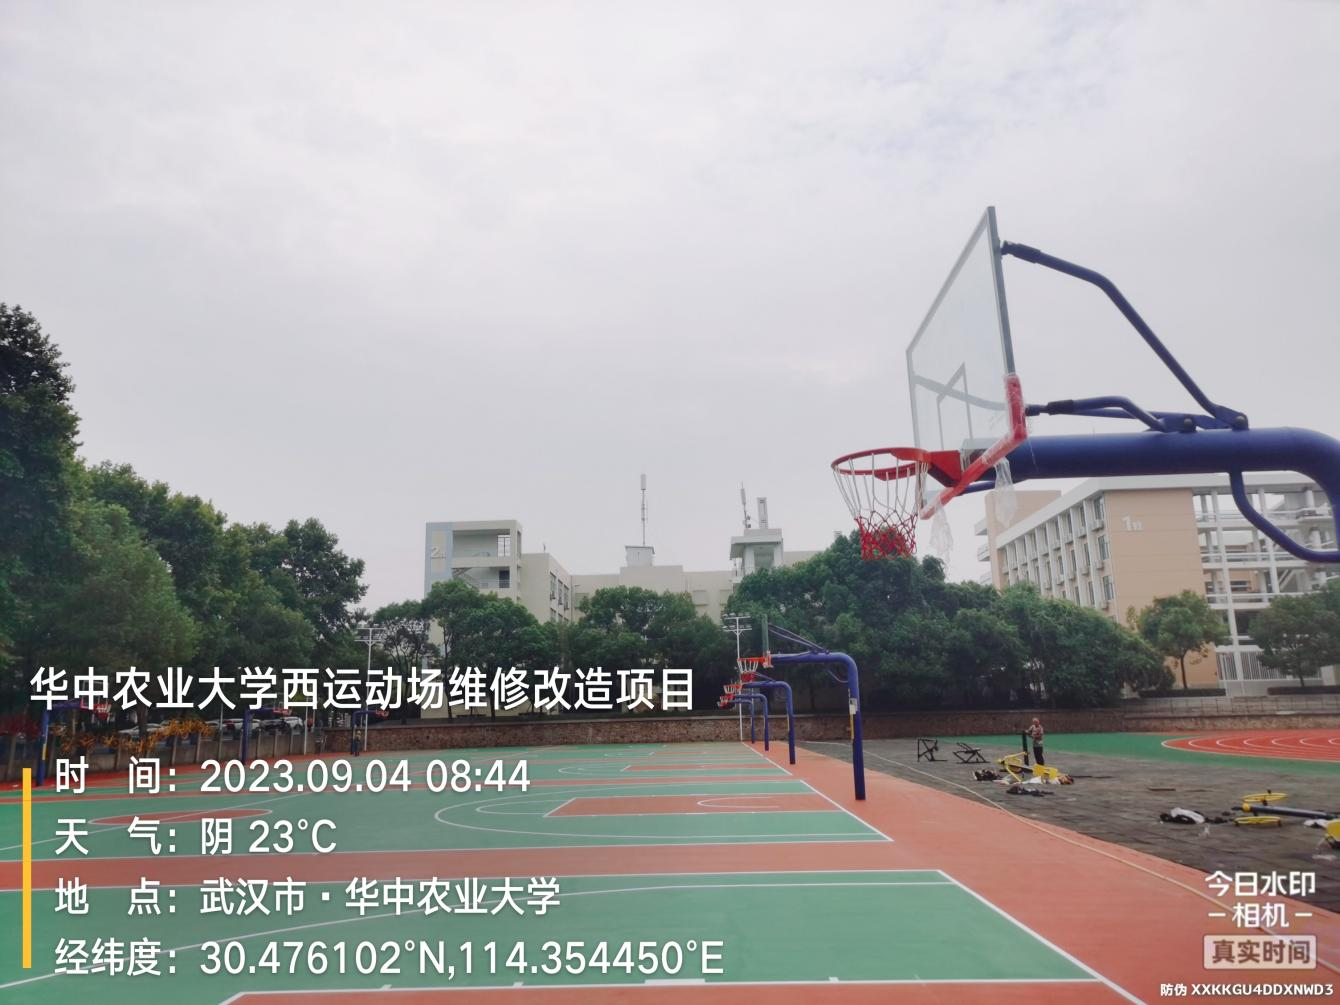 1
2
华中农业大学西运动场维修改造项目
时 间：2023.09.04 08:44
天 气：阴 23°C
地 点：武汉市·华中农业大学
经纬度：30.476102°N,114.354450°E
今日水印
相机
真实时间
防伪 XXKKGU4DDXNWD3